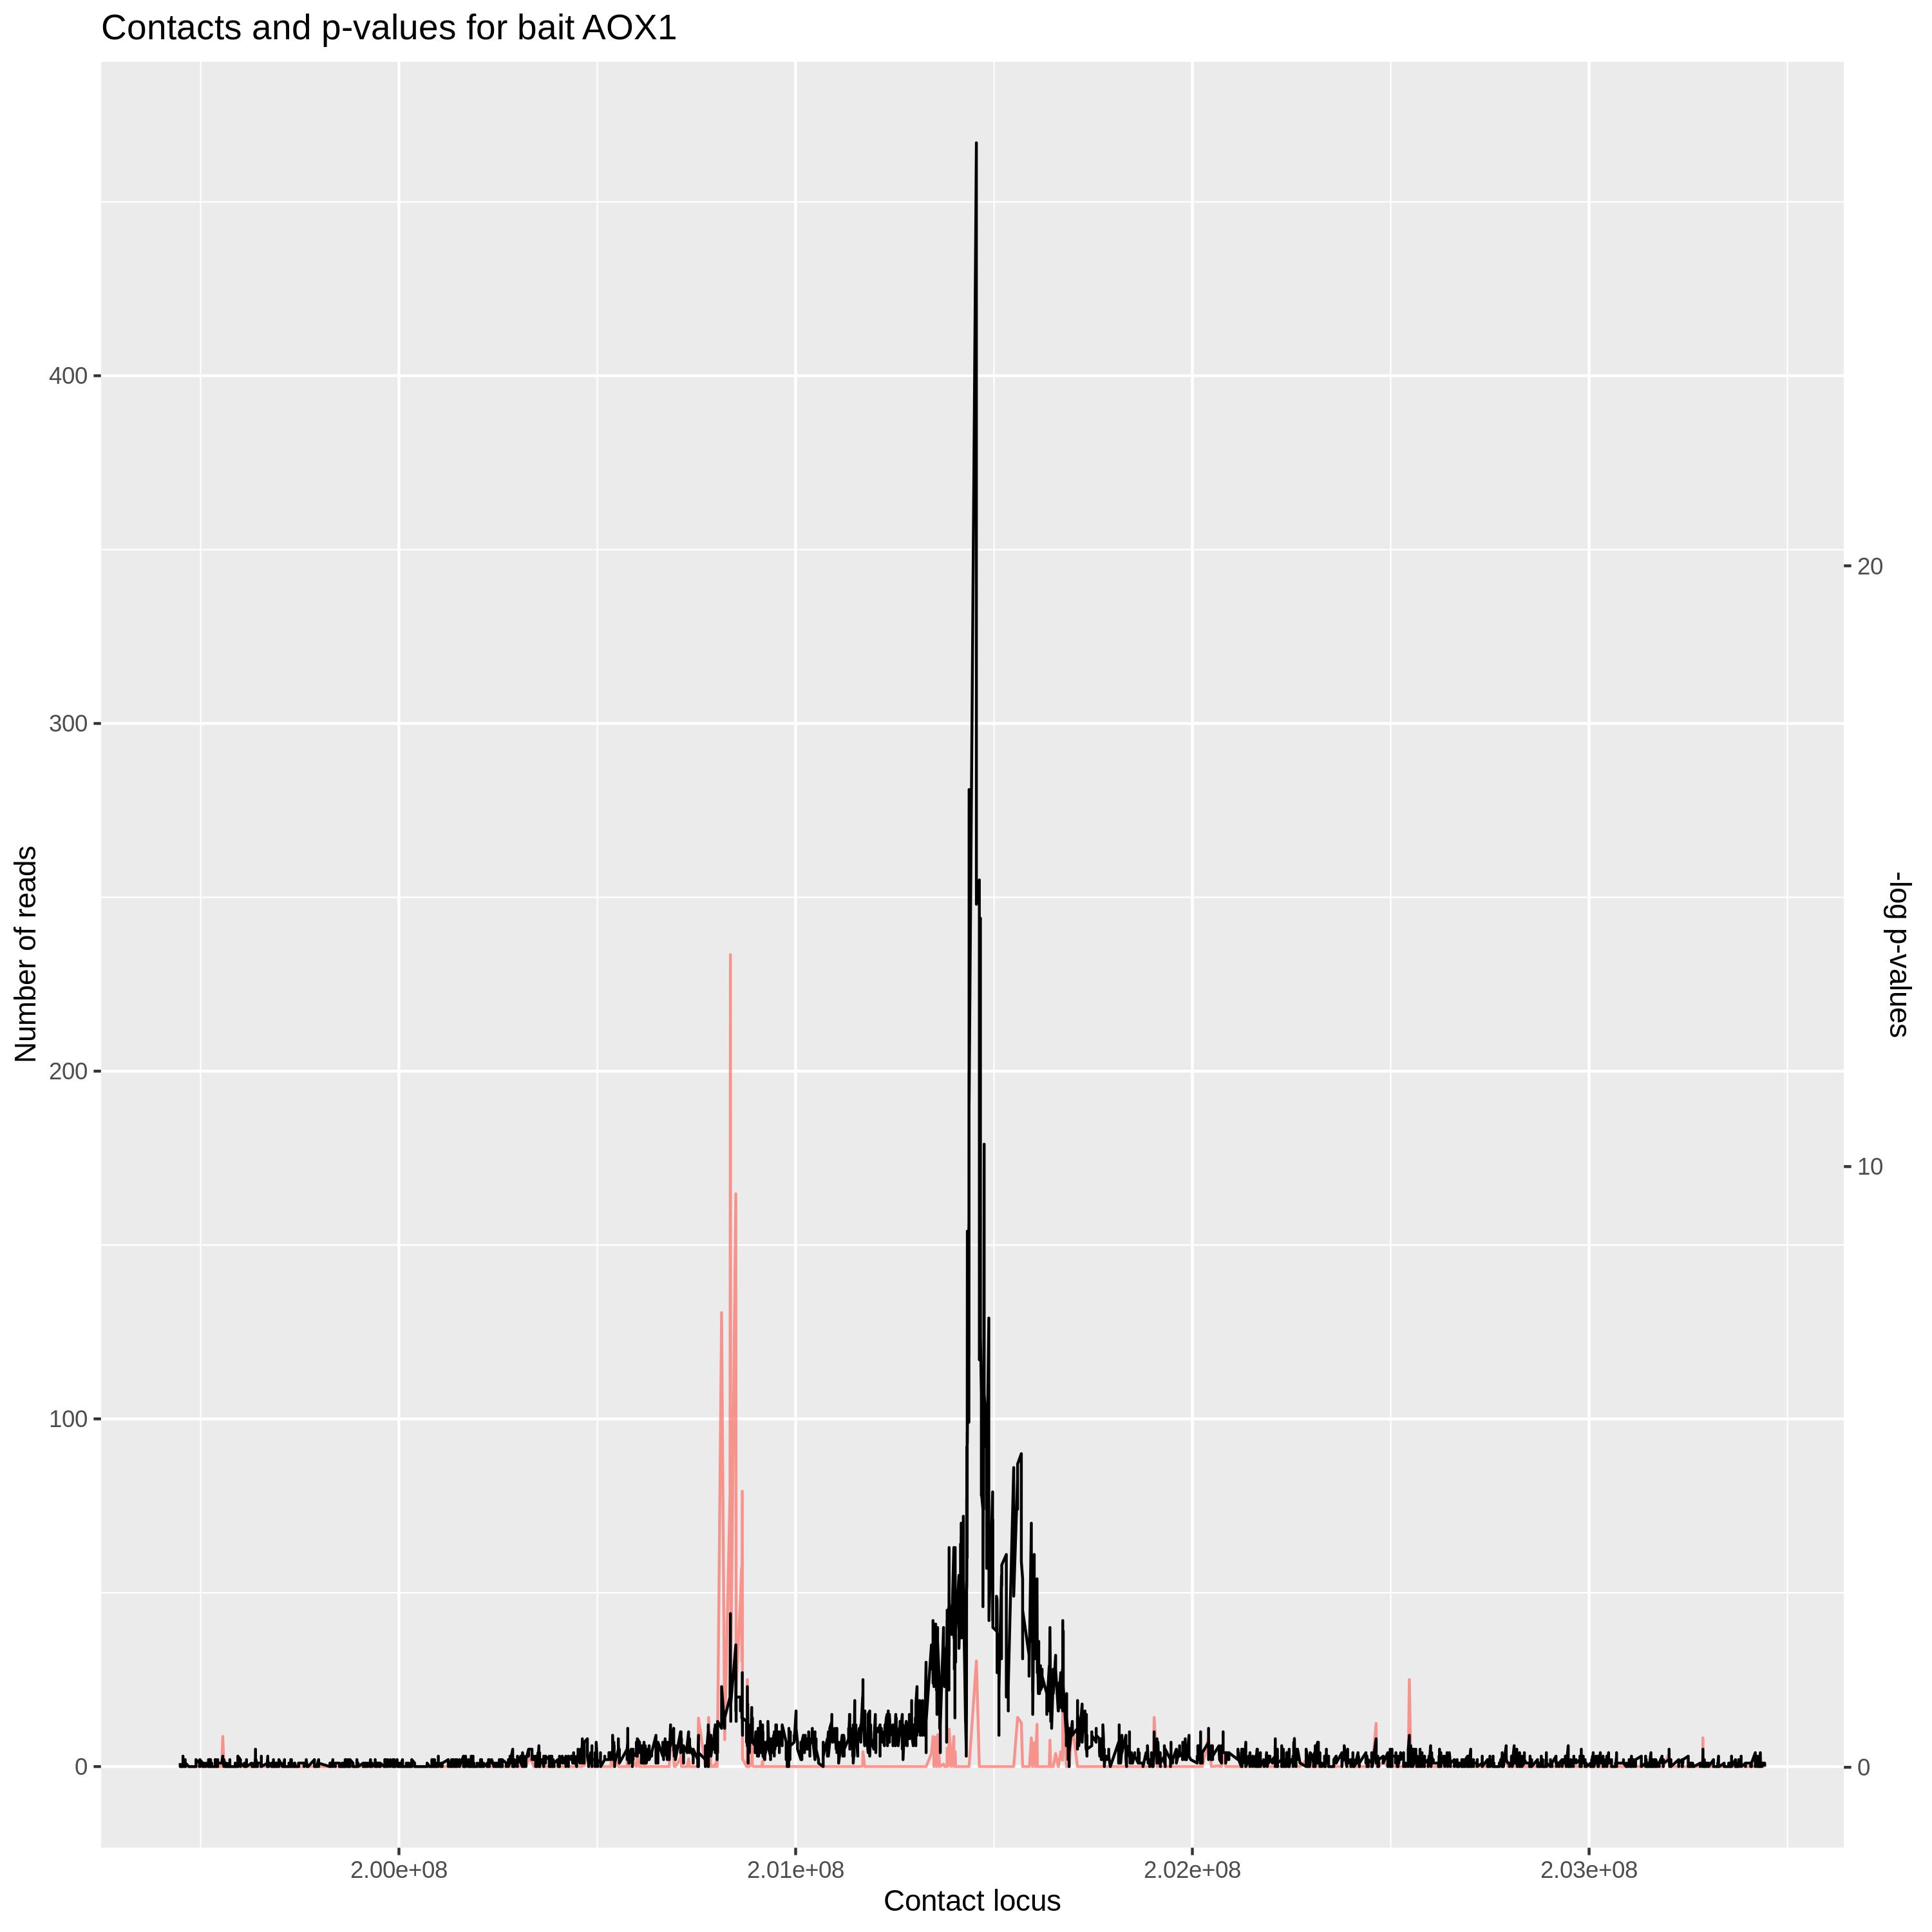 Contacts and p-values for bait AOX1
400
300
200
100
0
Number of reads
20
10
0
-log p-values
2.00e+08
2.01e+08
2.02e+08
2.03e+08
Contact locus